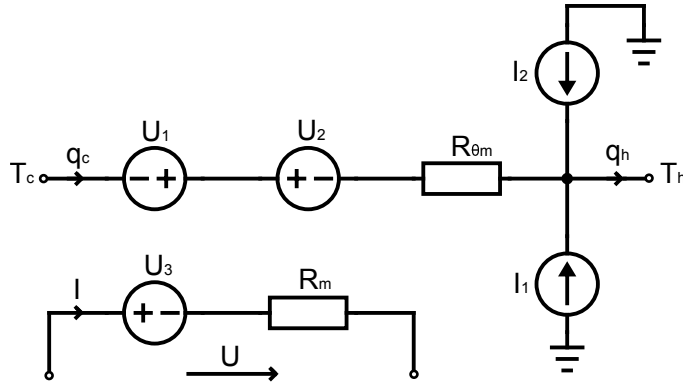 I₂
U₁
U₂
Rθm
T꜀ q꜀
qₕ Tₕ
U₃
I
Rₘ
I₁
U